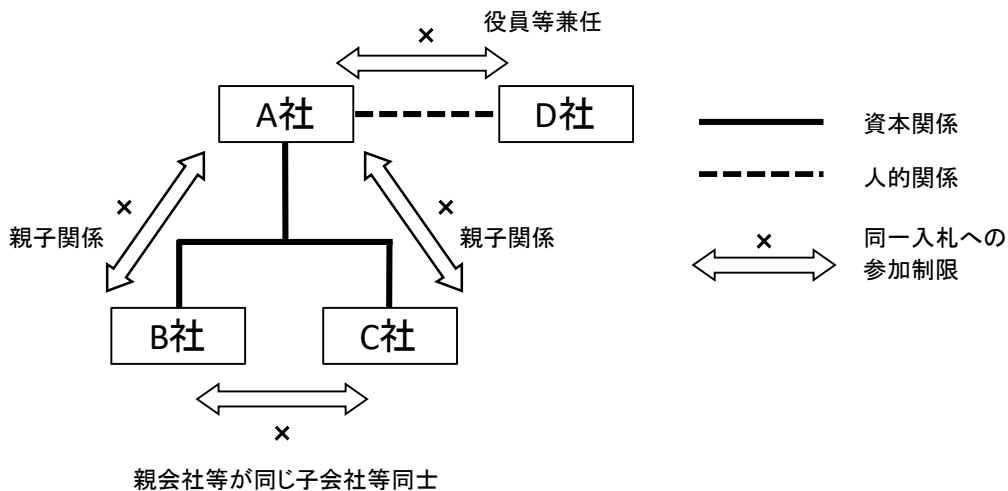 役員等兼任
×
A社
D社
資本関係
人的関係
×
親子関係
×
親子関係
×
同一入札への
参加制限
B社
C社
×
親会社等が同じ子会社等同士